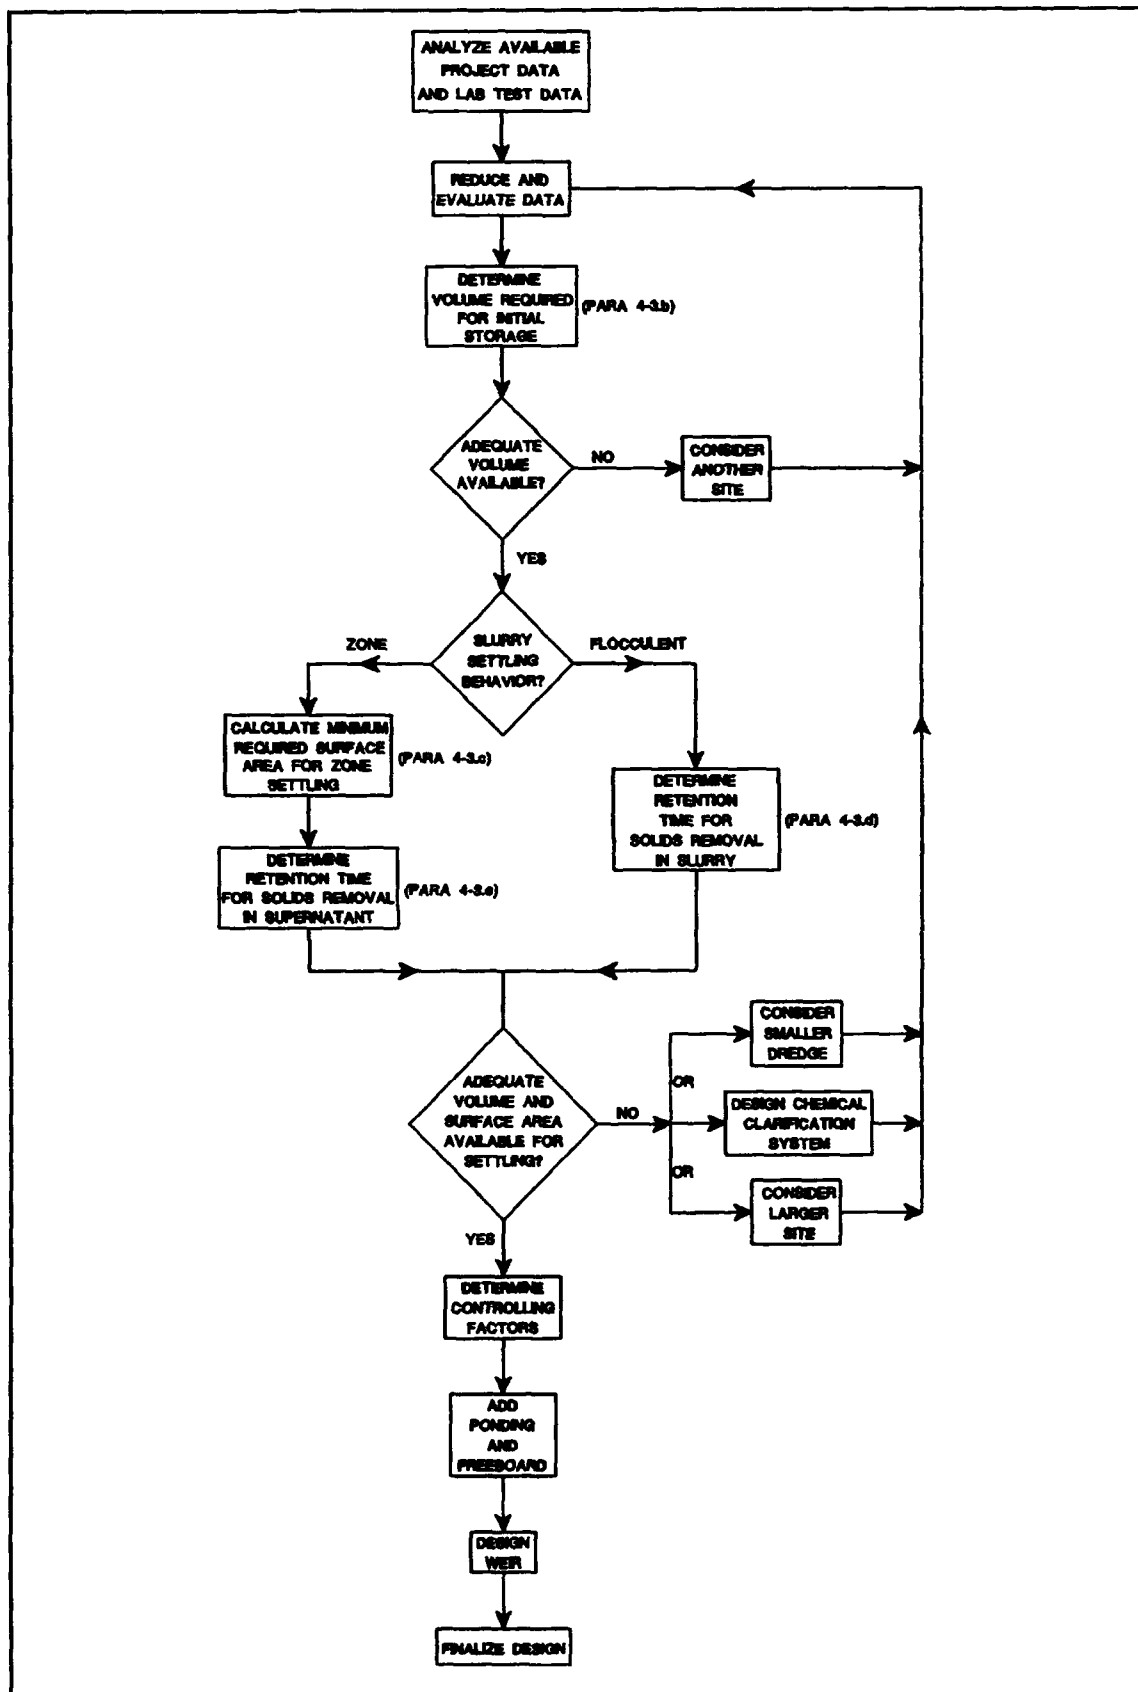 ANALYZE AVAILABLE
PROJECT DATA
AND LAB TEST DATA
REDUCE AND
EVALUATE DATA
DETERMINE
VOLUME REQUIRED
FOR INITIAL
STORAGE
(PARA 4-3.b)
ADEQUATE
VOLUME
AVAILABLE?
NO
CONSIDER
ANOTHER
SITE
YES
SLURRY
SETTLING
BEHAVIOR?
ZONE
FLOCCULENT
CALCULATE MINIMUM
REQUIRED SURFACE
AREA FOR ZONE
SETTLING
(PARA 4-3.c)
DETERMINE
RETENTION
TIME FOR
SOLIDS REMOVAL
IN SLURRY
(PARA 4-3.d)
DETERMINE
RETENTION TIME
FOR SOLIDS REMOVAL
IN SUPERNATANT
(PARA 4-3.e)
ADEQUATE
VOLUME AND
SURFACE AREA
AVAILABLE FOR
SETTLING?
NO
CONSIDER
SMALLER
DREDGE
OR
DESIGN CHEMICAL
CLARIFICATION
SYSTEM
OR
CONSIDER
LARGER
SITE
YES
DETERMINE
CONTROLLING
FACTORS
ADD
PONDING
AND
FREEBOARD
DESIGN
WEIR
FINALIZE DESIGN